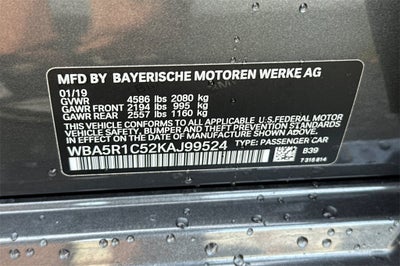 MFD BY BAYERISCHE MOTOREN WERKE AG
01/19
GVWR 4586 lbs 2080 kg
GAWR FRONT 2194 lbs 995 kg
GAWR REAR 2557 lbs 1160 kg
THIS VEHICLE CONFORMS TO ALL APPLICABLE U.S.FEDERAL MOTOR
VEHICLE SAFETY, BUMPER AND THEFT PREVENTION STANDARDS
IN EFFECT ON THE DATE OF MANUFACTURE SHOWN ABOVE.
WBA5R1C52KAJ99524 TYPE: PASSENGER CAR
B39
7 315 814